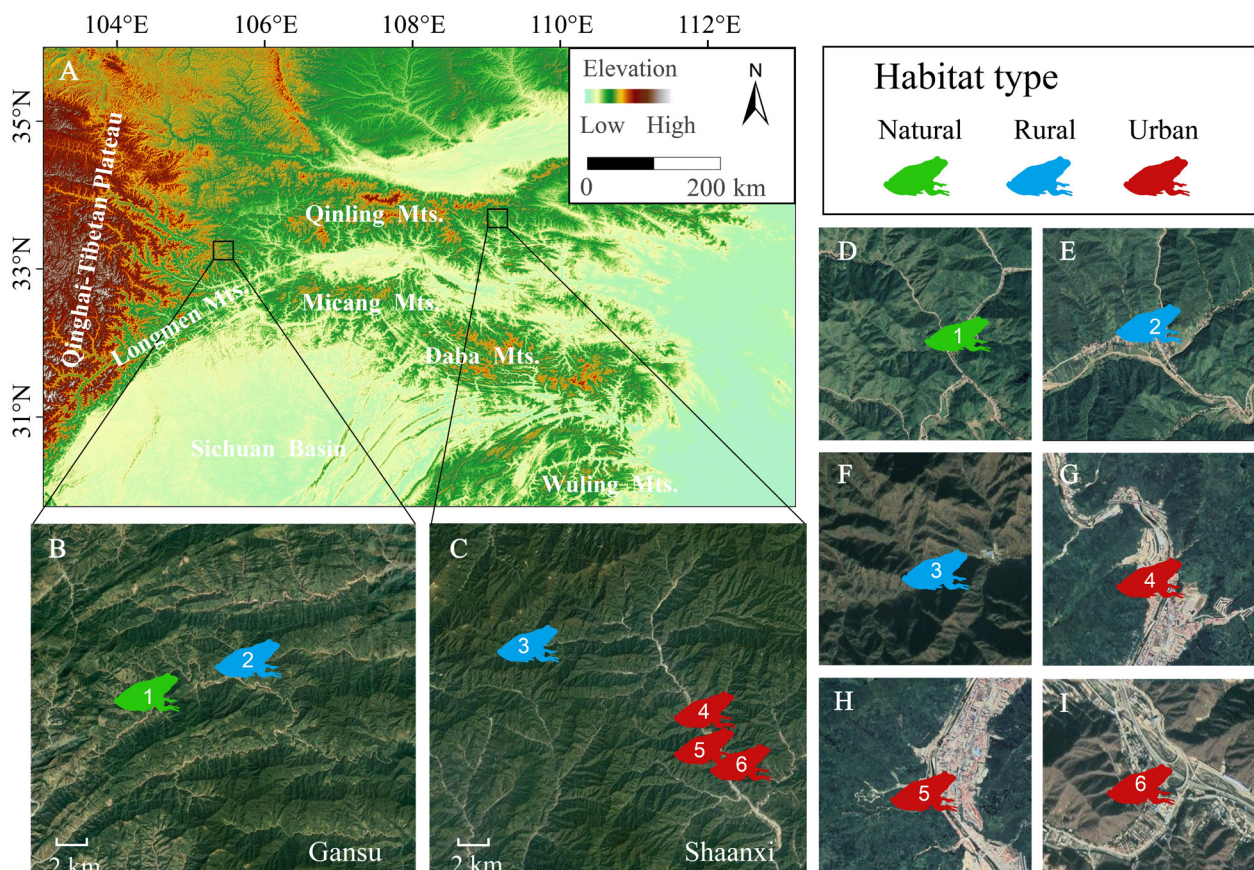 104°E 106°E 108°E 110°E 112°E
35°N
33°N
31°N
A
Elevation
Low High
N
0 200 km
Qinghai-Tibetan Plateau
Qinling Mts.
Longmen Mts.
Micang Mts.
Daba Mts.
Sichuan Basin
Wuling Mts.
Habitat type
Natural Rural Urban
B
1
2
2 km
Gansu
C
3
4
5
6
2 km
Shaanxi
D
1
E
2
F
3
G
4
H
5
I
6